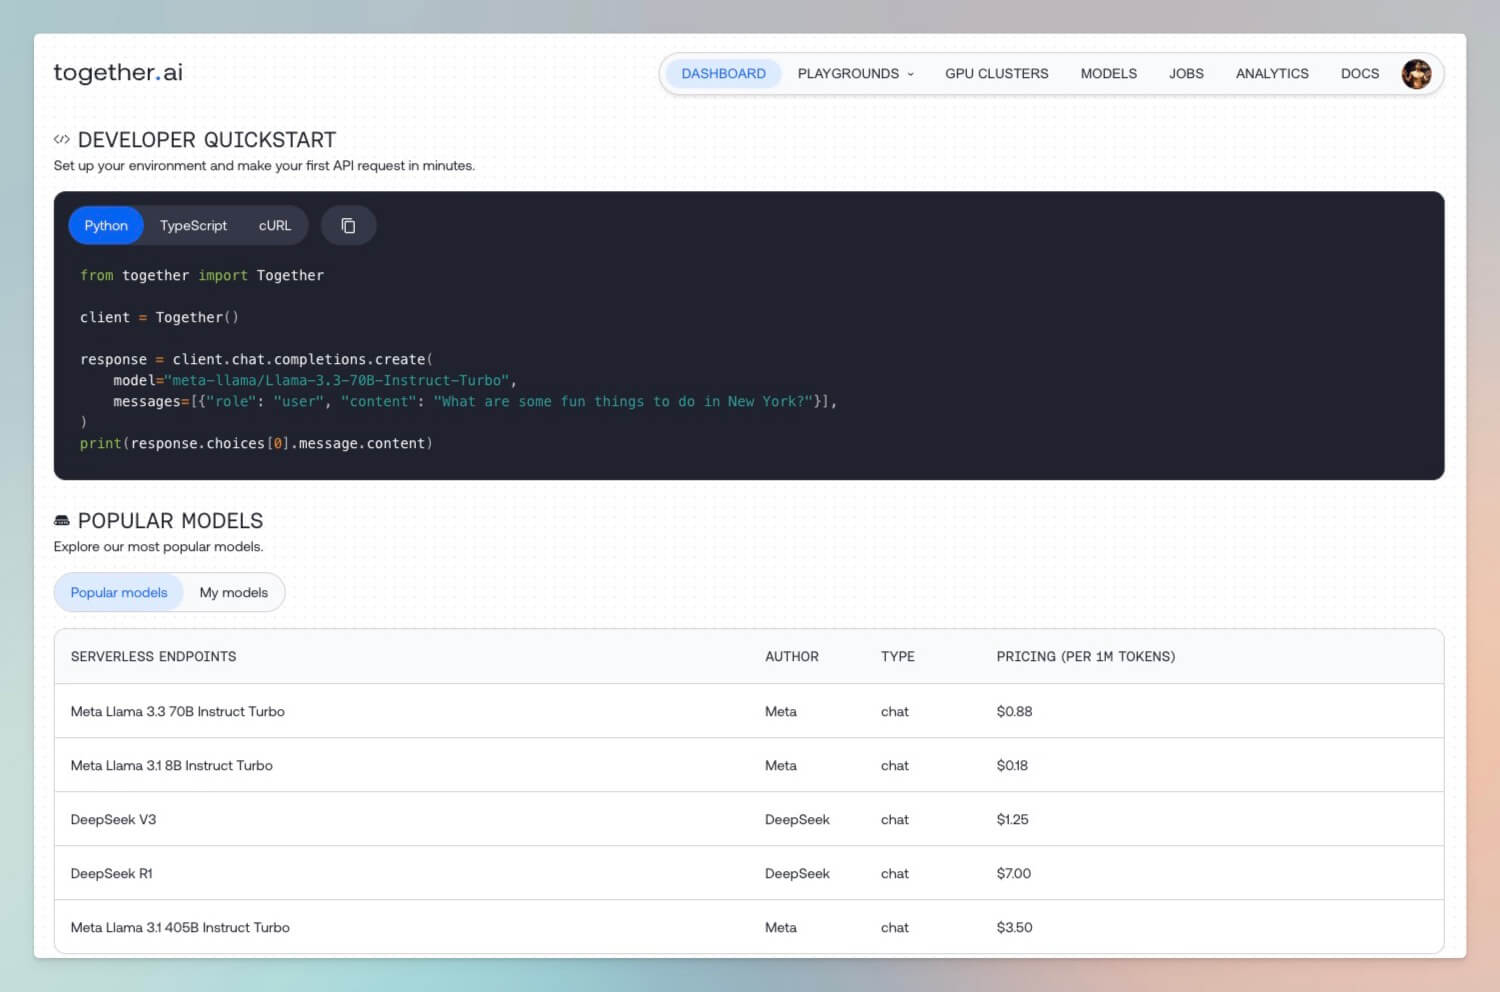 together.ai
DASHBOARD PLAYGROUNDS GPU CLUSTERS MODELS JOBS ANALYTICS DOCS
</> DEVELOPER QUICKSTART
Set up your environment and make your first API request in minutes.
Python TypeScript cURL
from together import Together
client = Together()
response = client.chat.completions.create(
    model="meta-llama/Llama-3.3-70B-Instruct-Turbo",
    messages=[{"role": "user", "content": "What are some fun things to do in New York?"}],
)
print(response.choices[0].message.content)
POPULAR MODELS
Explore our most popular models.
Popular models My models
SERVERLESS ENDPOINTS AUTHOR TYPE PRICING (PER 1M TOKENS)
Meta Llama 3.3 70B Instruct Turbo Meta chat $0.88
Meta Llama 3.1 8B Instruct Turbo Meta chat $0.18
DeepSeek V3 DeepSeek chat $1.25
DeepSeek R1 DeepSeek chat $7.00
Meta Llama 3.1 405B Instruct Turbo Meta chat $3.50